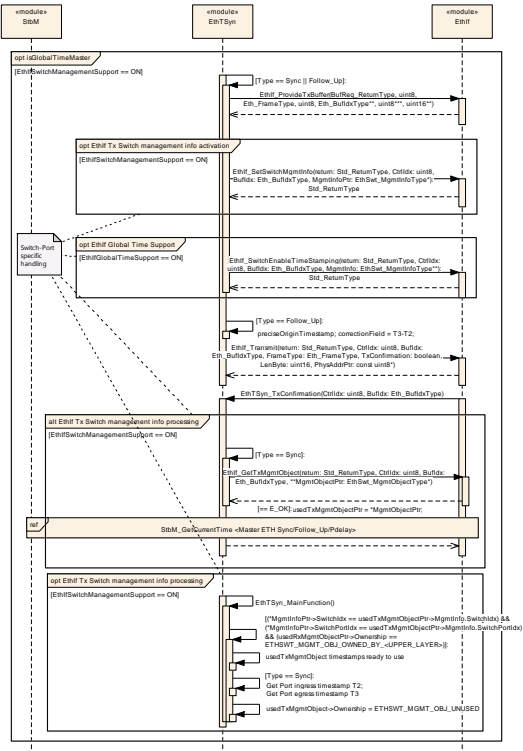 «module»
StbM
«module»
EthTSyn
«module»
EthIf
opt isGlobalTimeMaster
[EthIfSwitchManagementSupport == ON]
[Type == Sync || Follow_Up]:
EthIf_ProvideTxBuffer(BufReq_ReturnType, uint8,
Eth_FrameType, uint8, Eth_BufIdxType**, uint8***, uint16**)
opt EthIf Tx Switch management info activation
[EthIfSwitchManagementSupport == ON]
EthIf_SetSwitchMgmtInfo(return: Std_ReturnType, CtrlIdx: uint8,
*BufIdx: Eth_BufIdxType, MgmtInfoPtr: EthSwt_MgmtInfoType*):
Std_ReturnType
Switch-Port
specific
handling
opt EthIf Global Time Support
[EthIfGlobalTimeSupport == ON]
EthIf_SwitchEnableTimeStamping(return: Std_ReturnType, CtrlIdx:
uint8, BufIdx: Eth_BufIdxType, MgmtInfo: EthSwt_MgmtInfoType**):
Std_ReturnType
[Type == Follow_Up]:
preciseOriginTimestamp; correctionField = T3-T2;
EthIf_Transmit(return: Std_ReturnType, CtrlIdx: uint8, BufIdx:
Eth_BufIdxType, FrameType: Eth_FrameType, TxConfirmation: boolean,
LenByte: uint16, PhysAddrPtr: const uint8*)
EthTSyn_TxConfirmation(CtrlIdx: uint8, BufIdx: Eth_BufIdxType)
alt EthIf Tx Switch management info processing
[EthIfSwitchManagementSupport == ON]
[Type == Sync]:
EthIf_GetTxMgmtObject(return: Std_ReturnType, CtrlIdx: uint8, BufIdx:
Eth_BufIdxType, **MgmtObjectPtr: EthSwt_MgmtObjectType)
[== E_OK]:usedTxMgmtObjectPtr = *MgmtObjectPtr;
ref
StbM_GetCurrentTime <Master ETH Sync/Follow_Up/Pdelay>
opt EthIf Tx Switch management info processing
[EthIfSwitchManagementSupport == ON]
EthTSyn_MainFunction()
[(*MgmtInfoPtr->SwitchIdx == usedTxMgmtObjectPtr->MgmtInfo.SwitchIdx) &&
(*MgmtInfoPtr->SwitchPortIdx == usedTxMgmtObjectPtr->MgmtInfo.SwitchPortIdx)
&& (usedRxMgmtObjectPtr->Ownership ==
ETHSWT_MGMT_OBJ_OWNED_BY_<UPPER_LAYER>)]:
usedTxMgmtObject timestamps ready to use
[Type == Sync]:
Get Port ingress timestamp T2;
Get Port egress timestamp T3
usedTxMgmtObject->Ownership = ETHSWT_MGMT_OBJ_UNUSED